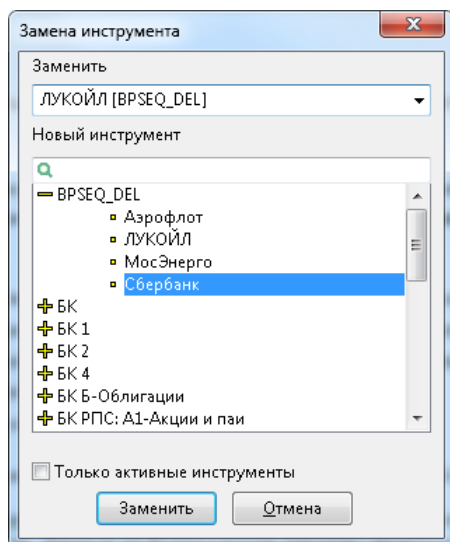 Замена инструмента
Заменить
ЛУКОЙЛ [BPSEQ_DEL]
Новый инструмент
BPSEQ_DEL
Аэрофлот
ЛУКОЙЛ
МосЭнерго
Сбербанк
БК
БК 1
БК 2
БК 4
БК Б-Облигации
БК РПС: А1-Акции и паи
Только активные инструменты
Заменить Отмена